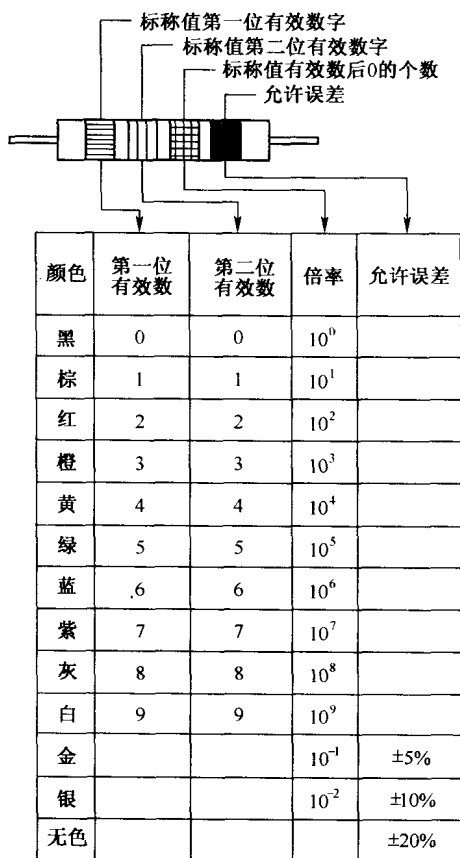 标称值第一位有效数字
标称值第二位有效数字
标称值有效数后0的个数
允许误差
颜色 第一位有效数 第二位有效数 倍率 允许误差
黑 0 0 10⁰
棕 1 1 10¹
红 2 2 10²
橙 3 3 10³
黄 4 4 10⁴
绿 5 5 10⁵
蓝 6 6 10⁶
紫 7 7 10⁷
灰 8 8 10⁸
白 9 9 10⁹
金 10⁻¹ ±5%
银 10⁻² ±10%
无色 ±20%